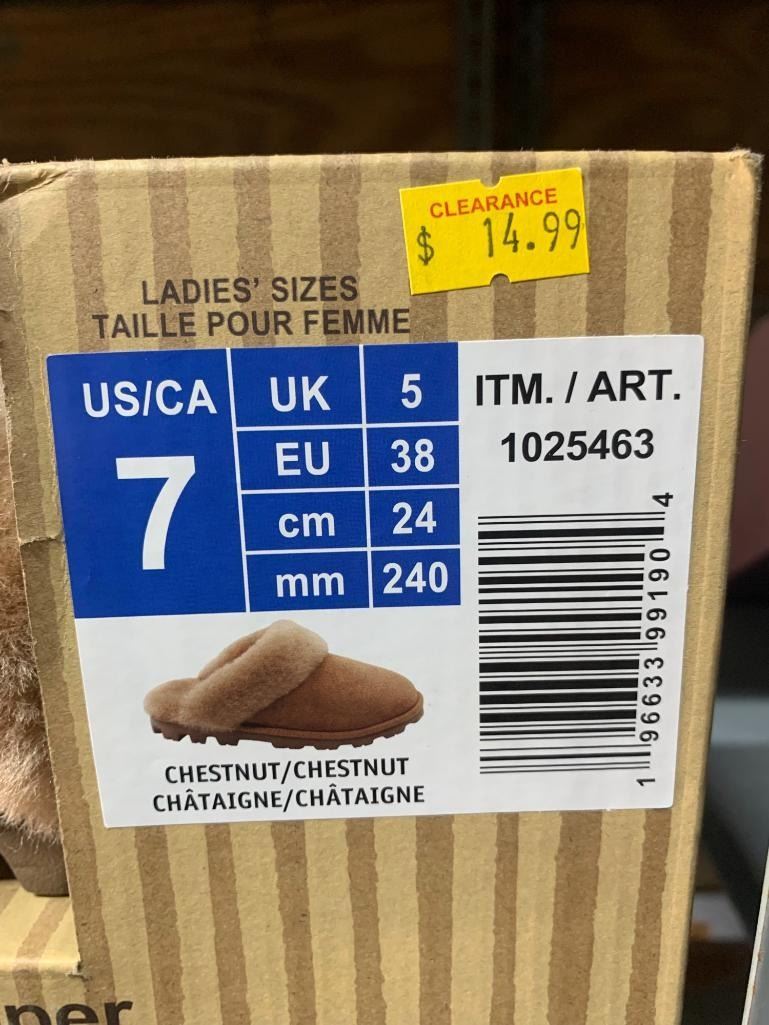 CLEARANCE
$ 14.99
LADIES' SIZES
TAILLE POUR FEMME
US/CA
7
UK 5
EU 38
cm 24
mm 240
ITM. / ART.
1025463
1 96633 99190 4
CHESTNUT/CHESTNUT
CHÂTAIGNE/CHÂTAIGNE